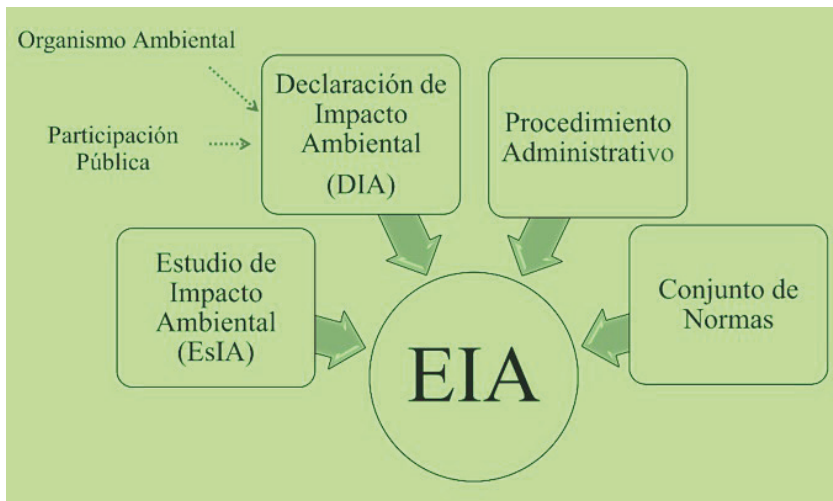 Organismo Ambiental
Participación
Pública
Declaración de
Impacto
Ambiental
(DIA)
Procedimiento
Administrativo
Estudio de
Impacto
Ambiental
(EsIA)
Conjunto de
Normas
EIA